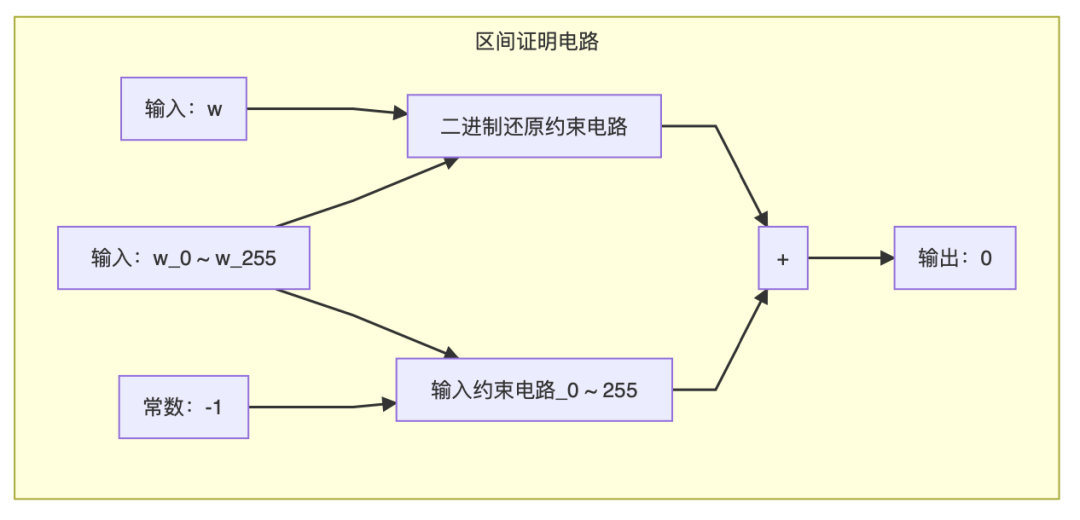 区间证明电路
输入：w
二进制还原约束电路
输入：w_0 ~ w_255
+
输出：0
常数：-1
输入约束电路_0 ~ 255